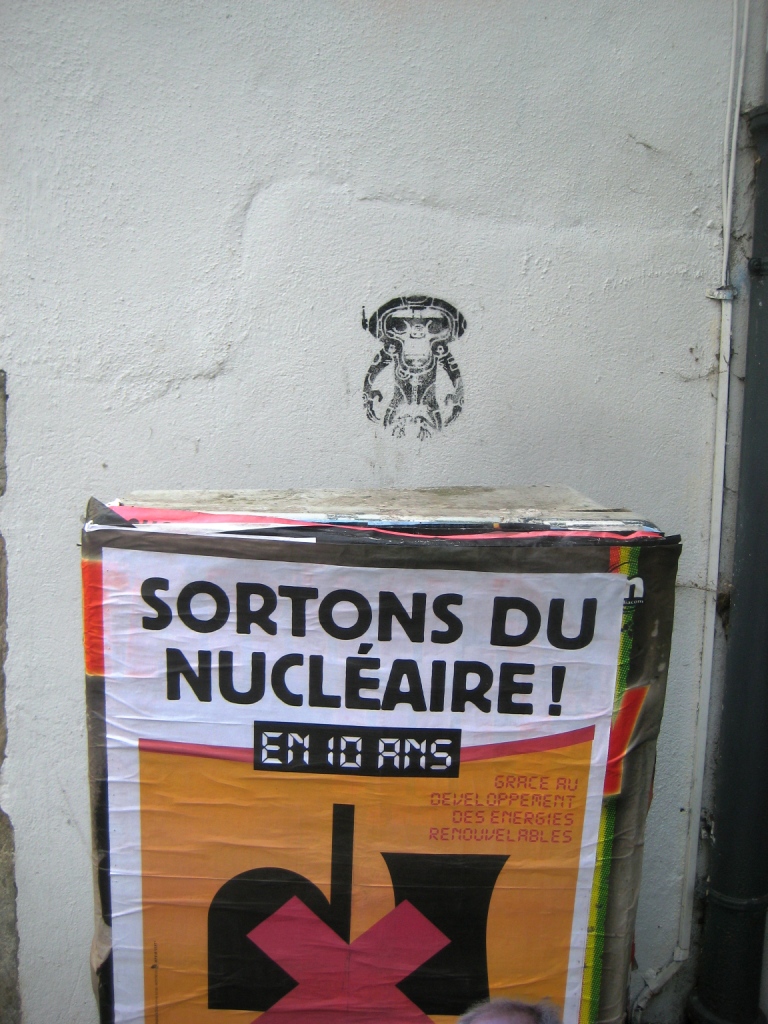 SORTONS DU
NUCLÉAIRE!
EN 10 ANS
GRACE AU
DEVELOPPEMENT
DES ENERGIES
RENOUVELABLES